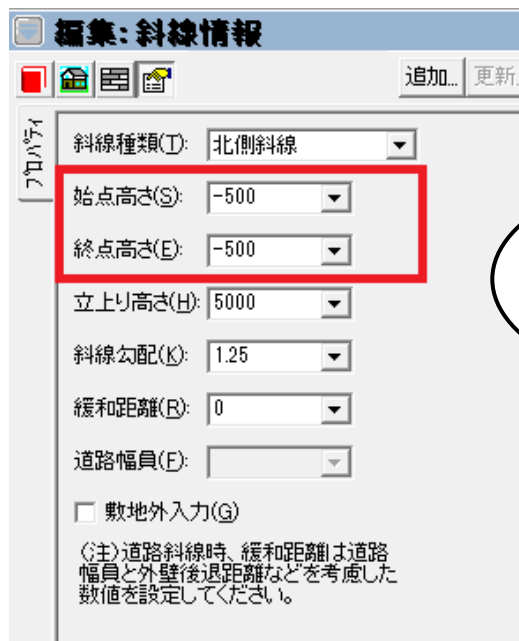 編集:斜線情報
追加... 更新
プロパティ
斜線種類(T): 北側斜線
始点高さ(S): -500
終点高さ(E): -500
立上り高さ(H): 5000
斜線勾配(K): 1.25
緩和距離(R): 0
道路幅員(F):
敷地外入力(G)
(注)道路斜線時、緩和距離は道路
幅員と外壁後退距離などを考慮した
数値を設定してください。